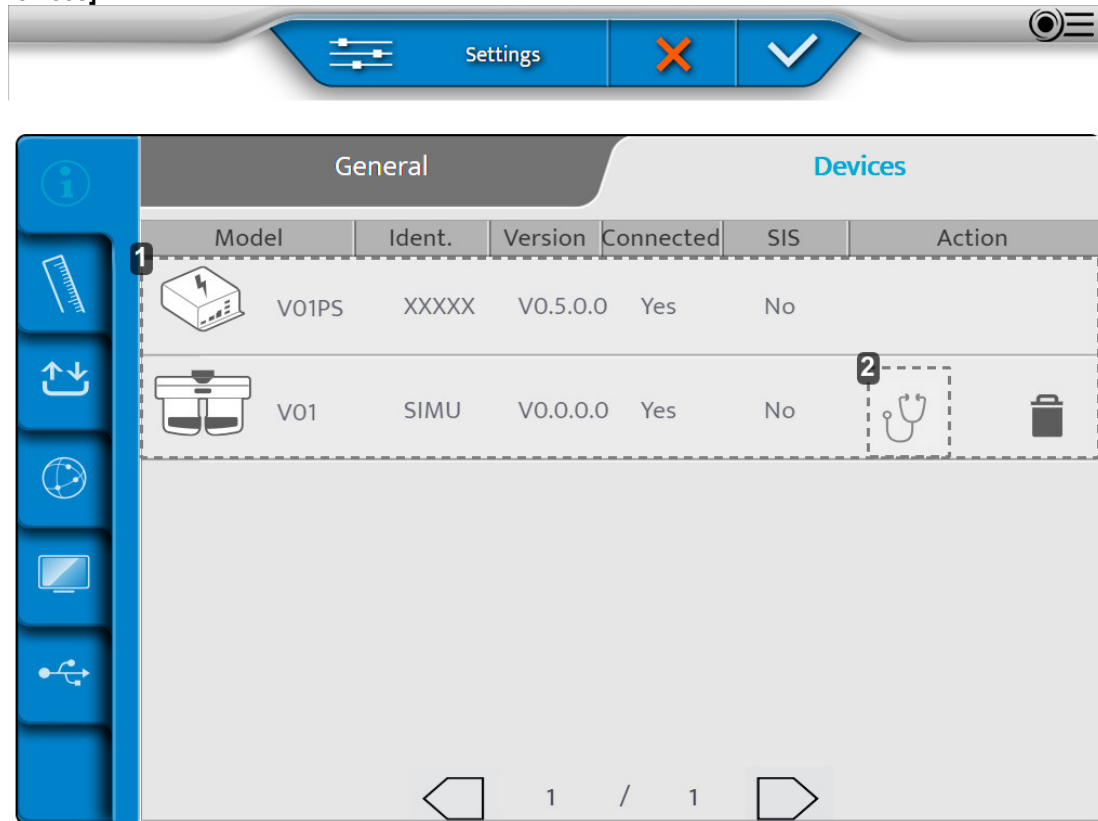 Settings
General Devices
Model Ident. Version Connected SIS Action
1
V01PS XXXXX V0.5.0.0 Yes No
2
V01 SIMU V0.0.0.0 Yes No
1 / 1